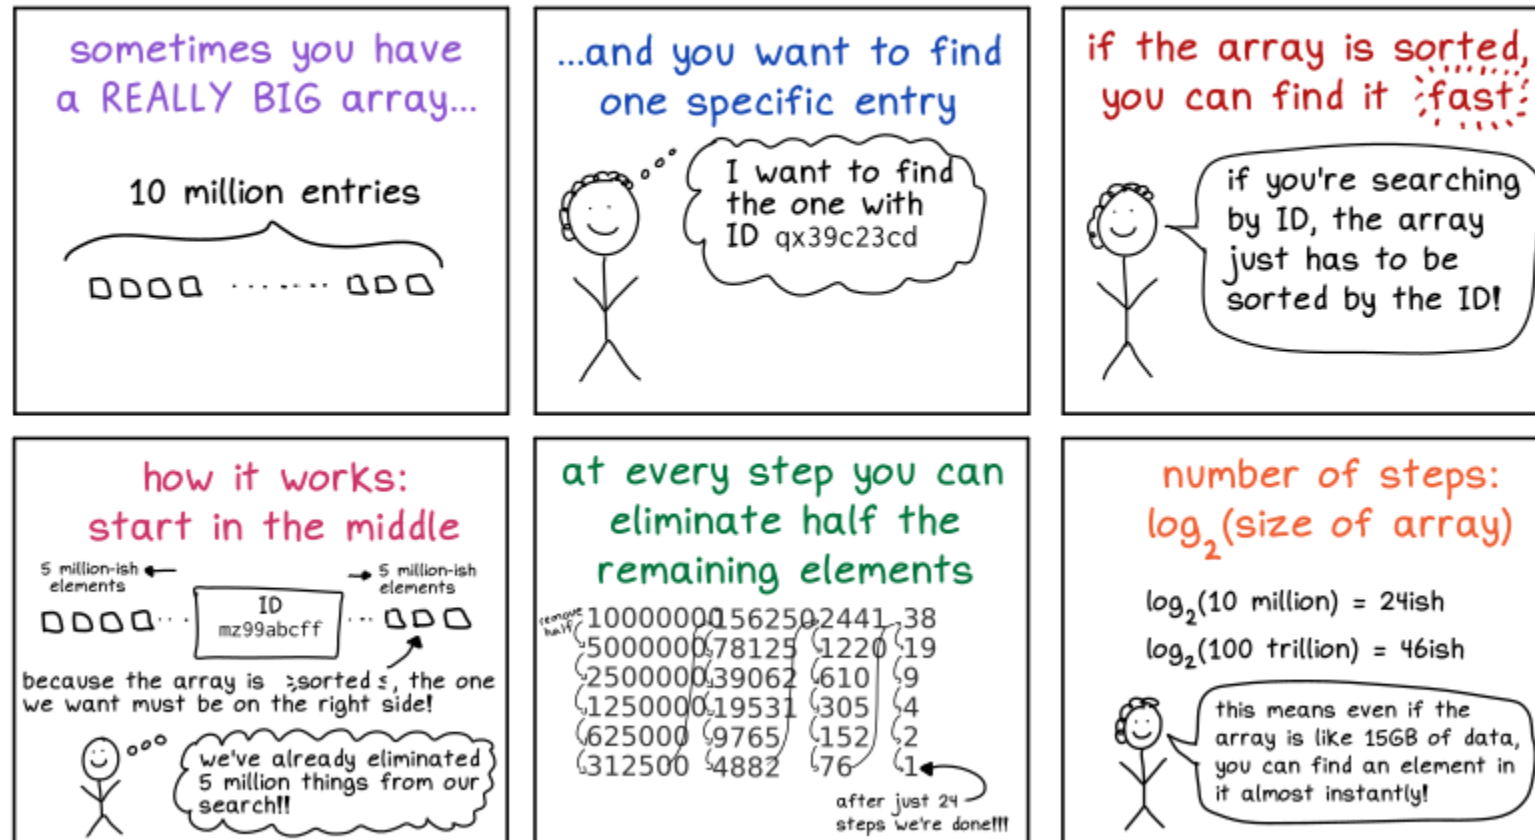 sometimes you have
a REALLY BIG array...
10 million entries
...and you want to find
one specific entry
I want to find
the one with
ID qx39c23cd
if the array is sorted,
you can find it fast
if you're searching
by ID, the array
just has to be
sorted by the ID!
how it works:
start in the middle
5 million-ish
elements
ID
mz99abcff
5 million-ish
elements
because the array is sorted, the one
we want must be on the right side!
we've already eliminated
5 million things from our
search!!
at every step you can
eliminate half the
remaining elements
remove
half
10000000 156250 2441 38
5000000 78125 1220 19
2500000 39062 610 9
1250000 19531 305 4
625000 9765 152 2
312500 4882 76 1
after just 24
steps we're done!!!
number of steps:
log₂(size of array)
log₂(10 million) = 24ish
log₂(100 trillion) = 46ish
this means even if the
array is like 15GB of data,
you can find an element in
it almost instantly!